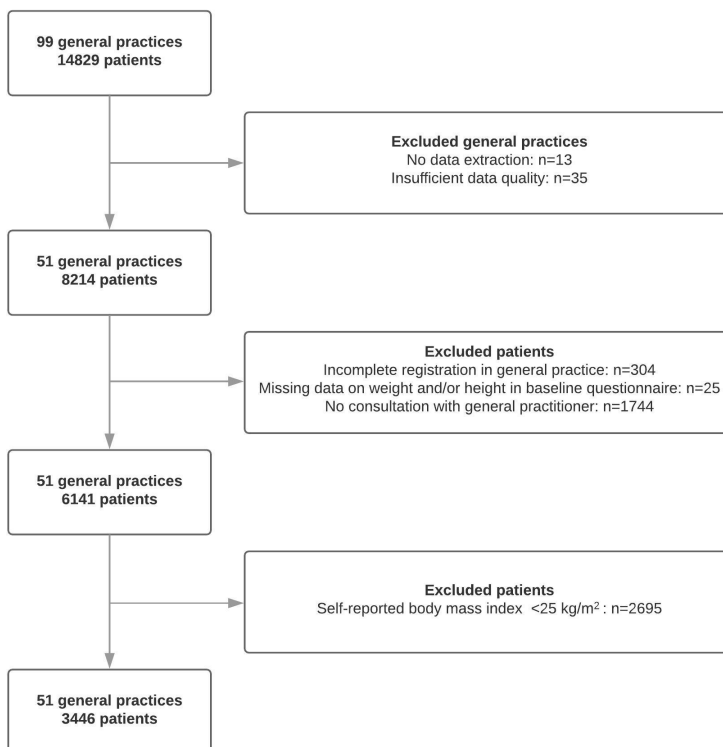 99 general practices
14829 patients
Excluded general practices
No data extraction: n=13
Insufficient data quality: n=35
51 general practices
8214 patients
Excluded patients
Incomplete registration in general practice: n=304
Missing data on weight and/or height in baseline questionnaire: n=25
No consultation with general practitioner: n=1744
51 general practices
6141 patients
Excluded patients
Self-reported body mass index <25 kg/m² : n=2695
51 general practices
3446 patients